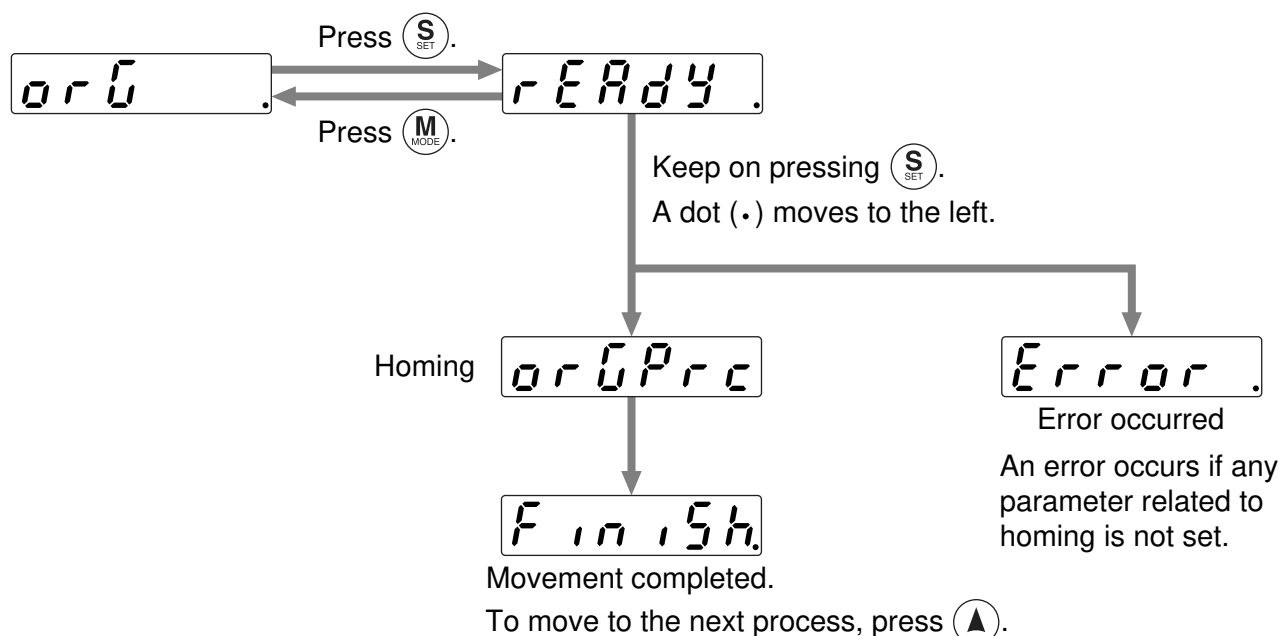 Press S SET.
orG .
rEAdY .
Press M MODE.
Keep on pressing S SET.
A dot (•) moves to the left.
Homing
orGPrc
Error .
Error occurred
An error occurs if any
parameter related to
homing is not set.
FiniSh.
Movement completed.
To move to the next process, press ▲.